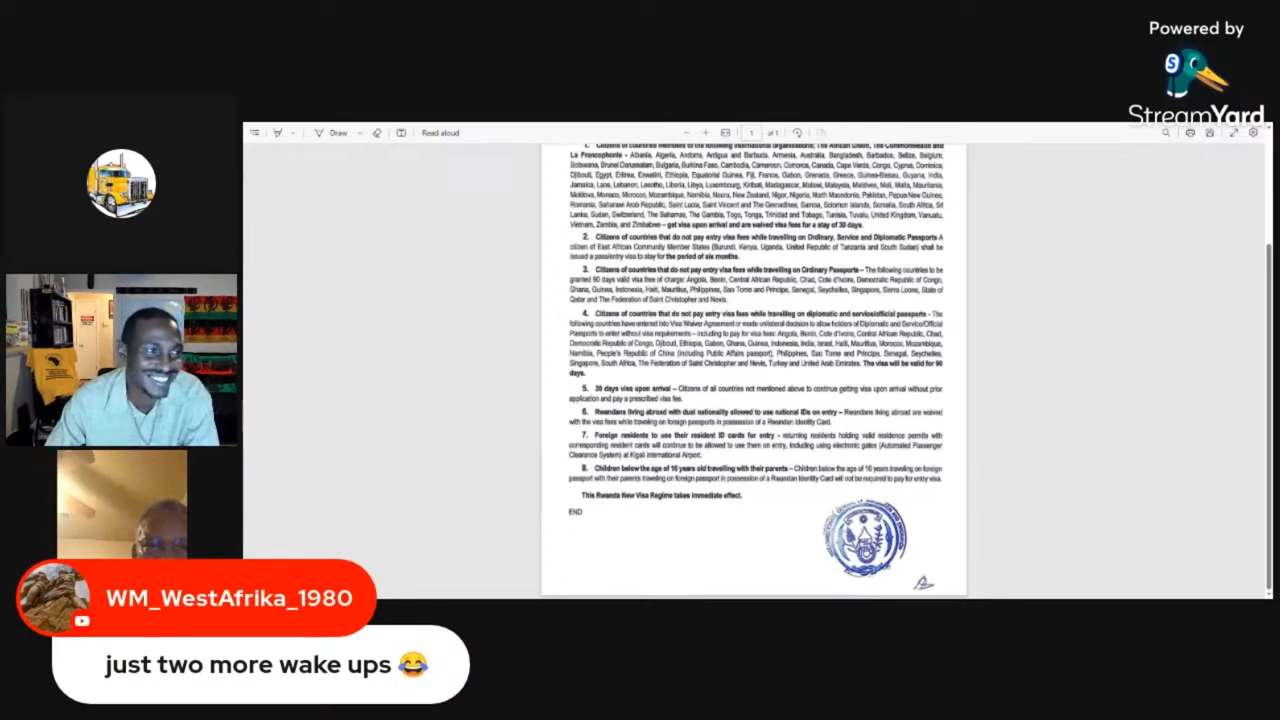 Powered by
StreamYard
Draw
Read aloud
1
of 1
1. Citizens of countries members to the following International organisations; The African Union, The Commonwealth and
La Francophonie - Albania, Algeria, Andorra, Antigua and Barbuda, Armenia, Australia, Bangladesh, Barbados, Belize, Belgium,
Botswana, Brunei Darussalam, Bulgaria, Burkina Faso, Cambodia, Cameroon, Comoros, Canada, Cape Verde, Congo, Cyprus, Dominica,
Djibouti, Egypt, Eritrea, Eswatini, Ethiopia, Equatorial Guinea, Fiji, France, Gabon, Grenada, Greece, Guinea-Bissau, Guyana, India,
Jamaica, Laos, Lebanon, Lesotho, Liberia, Libya, Luxembourg, Kiribati, Madagascar, Malawi, Malaysia, Maldives, Mali, Malta, Mauritania,
Moldova, Monaco, Morocco, Mozambique, Namibia, Nauru, New Zealand, Niger, Nigeria, North Macedonia, Pakistan, Papua New Guinea,
Romania, Saharawi Arab Republic, Saint Lucia, Saint Vincent and The Grenadines, Samoa, Solomon Islands, Somalia, South Africa, Sri
Lanka, Sudan, Switzerland, The Bahamas, The Gambia, Togo, Tonga, Trinidad and Tobago, Tunisia, Tuvalu, United Kingdom, Vanuatu,
Vietnam, Zambia, and Zimbabwe – get visa upon arrival and are waived visa fees for a stay of 30 days.
2. Citizens of countries that do not pay entry visa fees while travelling on Ordinary, Service and Diplomatic Passports A
citizen of East African Community Member States (Burundi, Kenya, Uganda, United Republic of Tanzania and South Sudan) shall be
issued a pass/entry visa to stay for the period of six months.
3. Citizens of countries that do not pay entry visa fees while travelling on Ordinary Passports – The following countries to be
granted 90 days valid visa free of charge: Angola, Benin, Central African Republic, Chad, Cote d'Ivoire, Democratic Republic of Congo,
Ghana, Guinea, Indonesia, Haiti, Mauritius, Philippines, Sao Tome and Principe, Senegal, Seychelles, Singapore, Sierra Leone, State of
Qatar and The Federation of Saint Christopher and Nevis.
4. Citizens of countries that do not pay entry visa fees while travelling on diplomatic and service/official passports - The
following countries have entered into Visa Waiver Agreement or made unilateral decision to allow holders of Diplomatic and Service/Official
Passports to enter without visa requirements – including to pay for visa fees: Angola, Benin, Cote d'Ivoire, Central African Republic, Chad,
Democratic Republic of Congo, Djibouti, Ethiopia, Gabon, Ghana, Guinea, Indonesia, India, Israel, Haiti, Mauritius, Morocco, Mozambique,
Namibia, People's Republic of China (including Public Affairs passport), Philippines, Sao Tome and Principe, Senegal, Seychelles,
Singapore, South Africa, The Federation of Saint Christopher and Nevis, Turkey and United Arab Emirates. The visa will be valid for 90
days.
5. 30 days visa upon arrival – Citizens of all countries not mentioned above to continue getting visa upon arrival without prior
application and pay a prescribed visa fee.
6. Rwandans living abroad with dual nationality allowed to use national IDs on entry – Rwandans living abroad are waived
with the visa fees while traveling on foreign passports in possession of a Rwandan Identity Card.
7. Foreign residents to use their resident ID cards for entry - returning residents holding valid residence permits with
corresponding resident cards will continue to be allowed to use them on entry, including using electronic gates (Automated Passenger
Clearance System) at Kigali International Airport.
8. Children below the age of 16 years old travelling with their parents – Children below the age of 16 years traveling on foreign
passport with their parents traveling on foreign passport in possession of a Rwandan Identity Card will not be required to pay for entry visa.
This Rwanda New Visa Regime takes immediate effect.
END
WM_WestAfrika_1980
just two more wake ups 😂